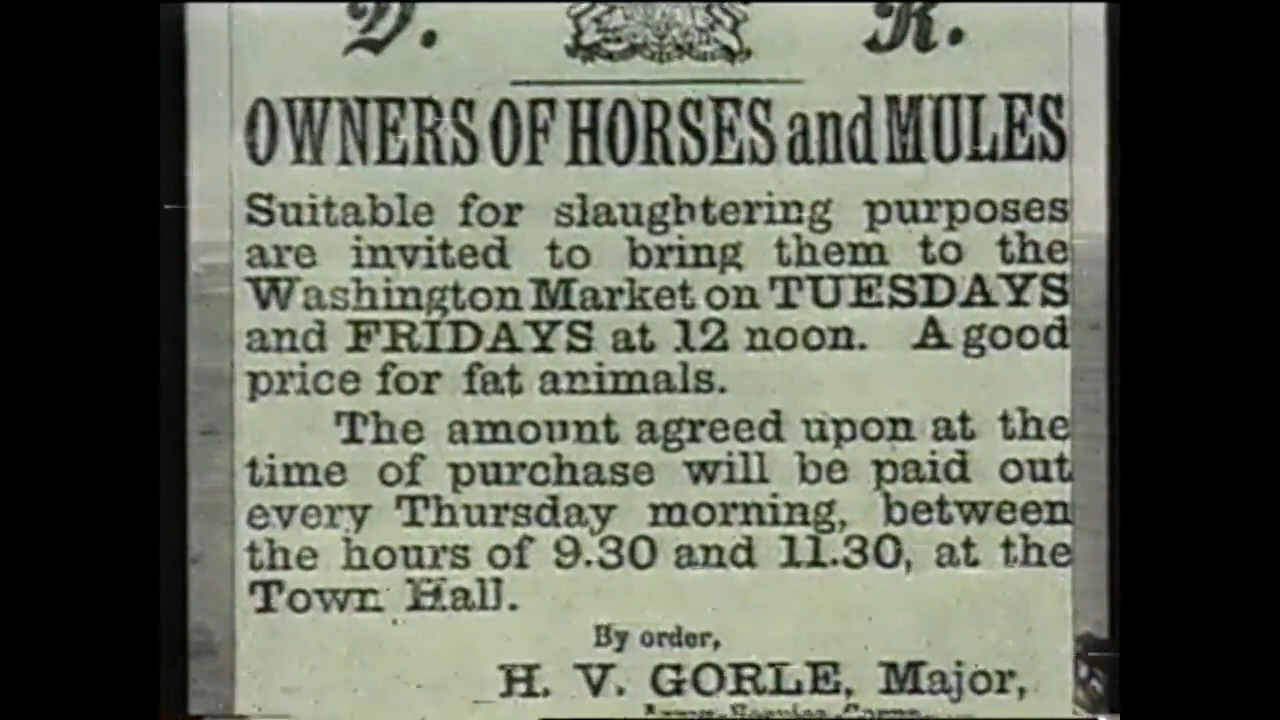 V. R.
OWNERS OF HORSES and MULES
Suitable for slaughtering purposes
are invited to bring them to the
Washington Market on TUESDAYS
and FRIDAYS at 12 noon. A good
price for fat animals.
The amount agreed upon at the
time of purchase will be paid out
every Thursday morning, between
the hours of 9.30 and 11.30, at the
Town Hall.
By order,
H. V. GORLE, Major,
Army Service Corps.